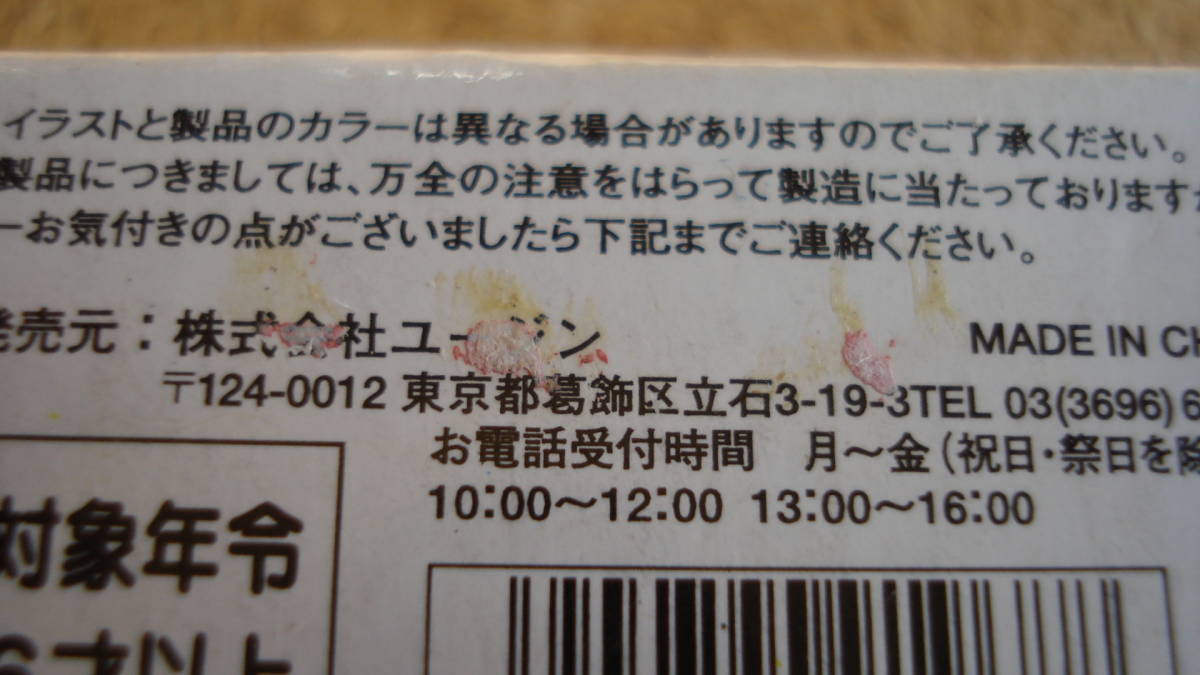 イラストと製品のカラーは異なる場合がありますのでご了承ください。
製品につきましては、万全の注意をはらって製造に当たっております
一お気付きの点がございましたら下記までご連絡ください。
発売元：株式会社ユージン
MADE IN CH
〒124-0012 東京都葛飾区立石3-19-3TEL 03(3696)6
お電話受付時間 月〜金(祝日・祭日を除
10:00〜12:00 13:00〜16:00
対象年令
6才以上